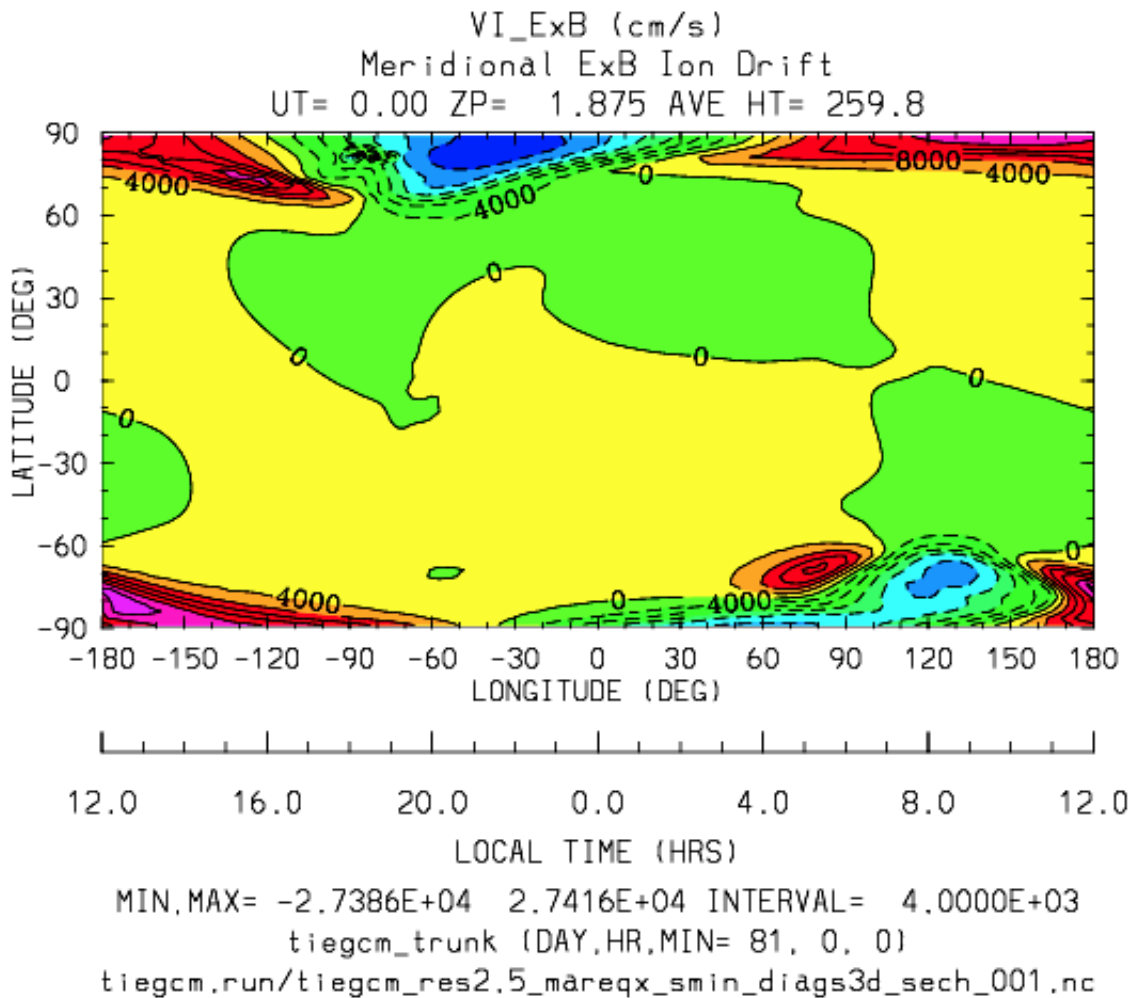 VI_ExB (cm/s)
Meridional ExB Ion Drift
UT= 0.00 ZP= 1.875 AVE HT= 259.8
90
60
30
0
-30
-60
-90
LATITUDE (DEG)
4000
4000
0
8000
4000
0
0
0
0
0
4000
0
4000
0
-180 -150 -120 -90 -60 -30 0 30 60 90 120 150 180
LONGITUDE (DEG)
12.0 16.0 20.0 0.0 4.0 8.0 12.0
LOCAL TIME (HRS)
MIN,MAX= -2.7386E+04 2.7416E+04 INTERVAL= 4.0000E+03
tiegcm_trunk (DAY,HR,MIN= 81, 0, 0)
tiegcm.run/tiegcm_res2.5_mareqx_smin_diags3d_sech_001.nc